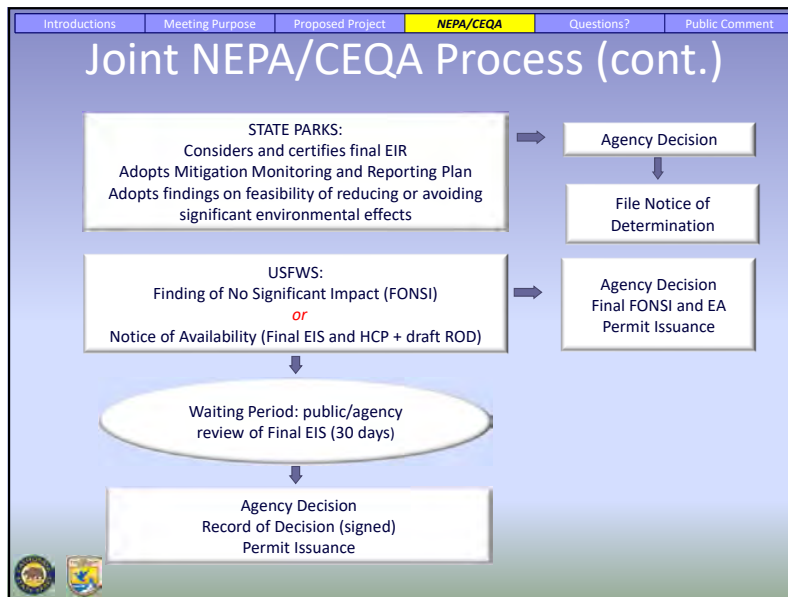 Introductions
Meeting Purpose
Proposed Project
NEPA/CEQA
Questions?
Public Comment
Joint NEPA/CEQA Process (cont.)
STATE PARKS:
Considers and certifies final EIR
Adopts Mitigation Monitoring and Reporting Plan
Adopts findings on feasibility of reducing or avoiding
significant environmental effects
Agency Decision
File Notice of
Determination
USFWS:
Finding of No Significant Impact (FONSI)
or
Notice of Availability (Final EIS and HCP + draft ROD)
Agency Decision
Final FONSI and EA
Permit Issuance
Waiting Period: public/agency
review of Final EIS (30 days)
Agency Decision
Record of Decision (signed)
Permit Issuance